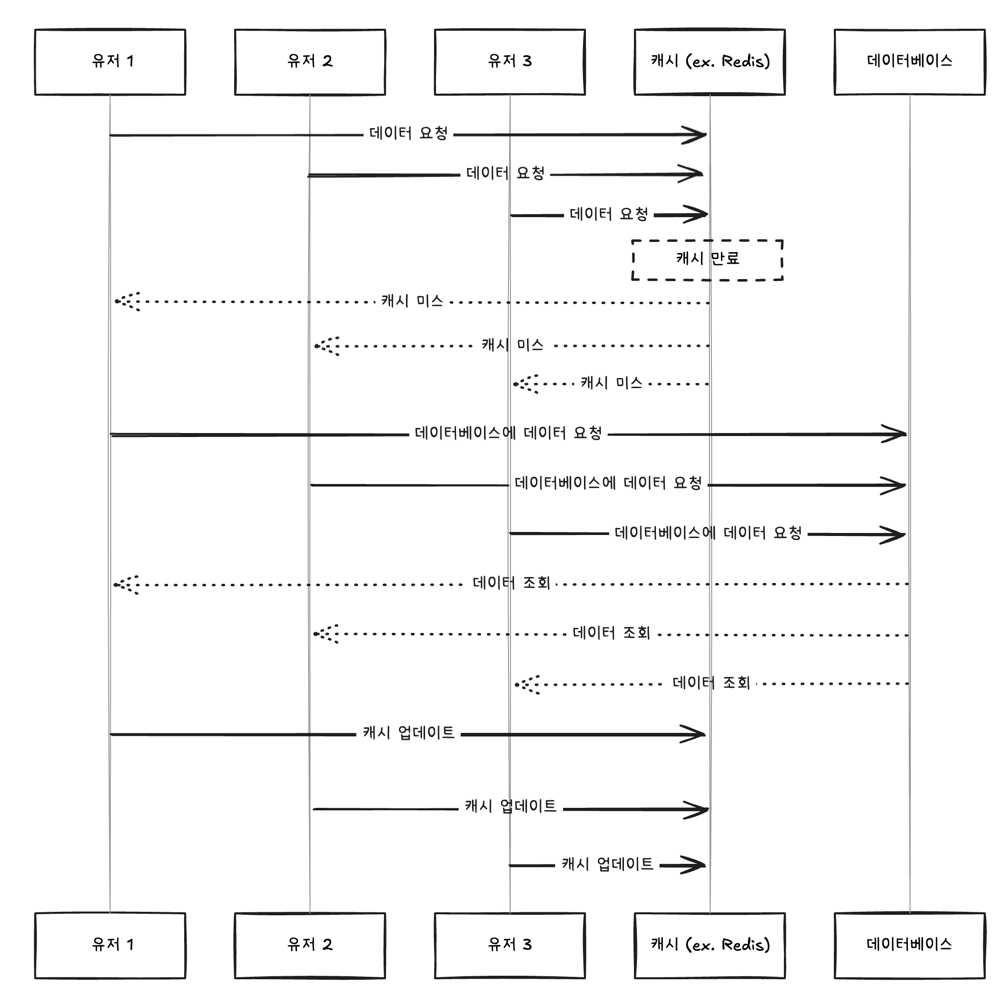 유저 1
유저 2
유저 3
캐시 (ex. Redis)
데이터베이스
데이터 요청
데이터 요청
데이터 요청
캐시 만료
캐시 미스
캐시 미스
캐시 미스
데이터베이스에 데이터 요청
데이터베이스에 데이터 요청
데이터베이스에 데이터 요청
데이터 조회
데이터 조회
데이터 조회
캐시 업데이트
캐시 업데이트
캐시 업데이트
유저 1
유저 2
유저 3
캐시 (ex. Redis)
데이터베이스